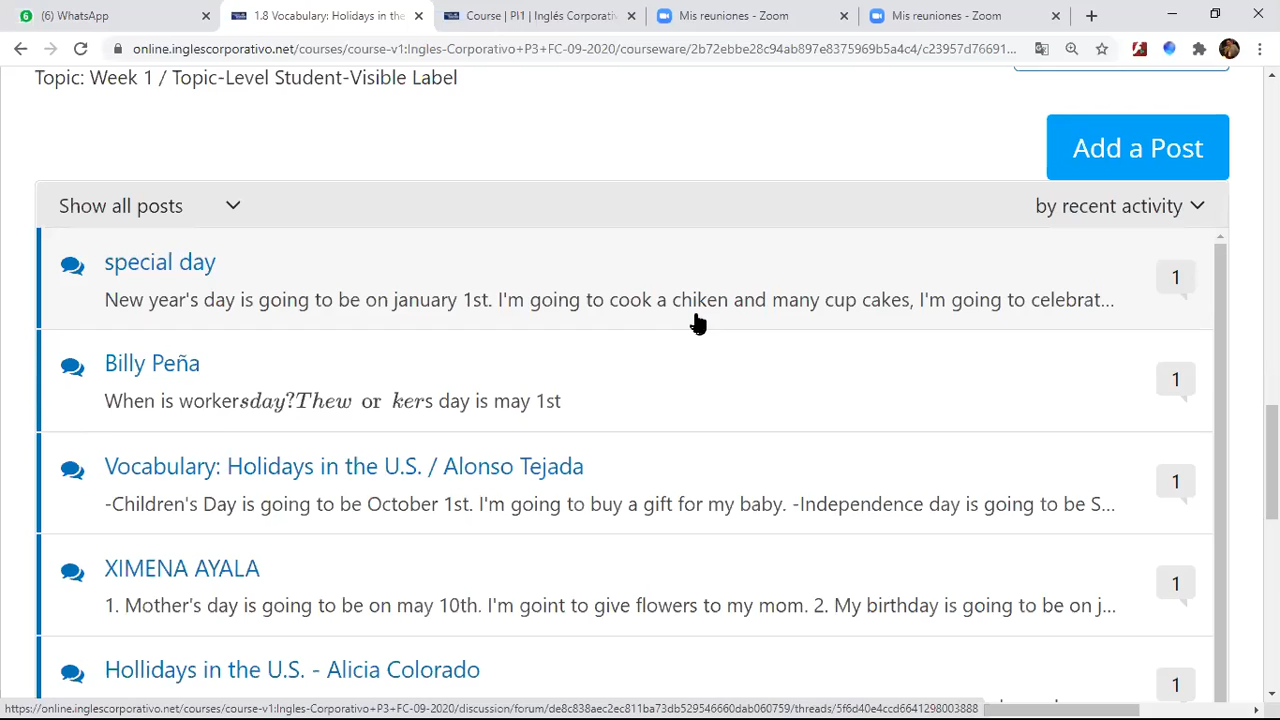 (6) WhatsApp
1.8 Vocabulary: Holidays in the
Course | PI1 | Inglés Corporativ
Mis reuniones - Zoom
Mis reuniones - Zoom
online.inglescorporativo.net/courses/course-v1:Ingles-Corporativo+P3+FC-09-2020/courseware/2b72ebbe28c94ab897e8375969b5a4c4/c23957d76691...
Topic: Week 1 / Topic-Level Student-Visible Label
Add a Post
Show all posts
by recent activity
special day
New year's day is going to be on january 1st. I'm going to cook a chiken and many cup cakes, I'm going to celebrat...
1
Billy Peña
When is workersday?Thew or kers day is may 1st
1
Vocabulary: Holidays in the U.S. / Alonso Tejada
-Children's Day is going to be October 1st. I'm going to buy a gift for my baby. -Independence day is going to be S...
1
XIMENA AYALA
1. Mother's day is going to be on may 10th. I'm goint to give flowers to my mom. 2. My birthday is going to be on j...
1
Hollidays in the U.S. - Alicia Colorado
1
https://online.inglescorporativo.net/courses/course-v1:Ingles-Corporativo+P3+FC-09-2020/discussion/forum/de8c838aec2ec811ba73db529546660dab060759/threads/5f6d40e4ccd6641298003888